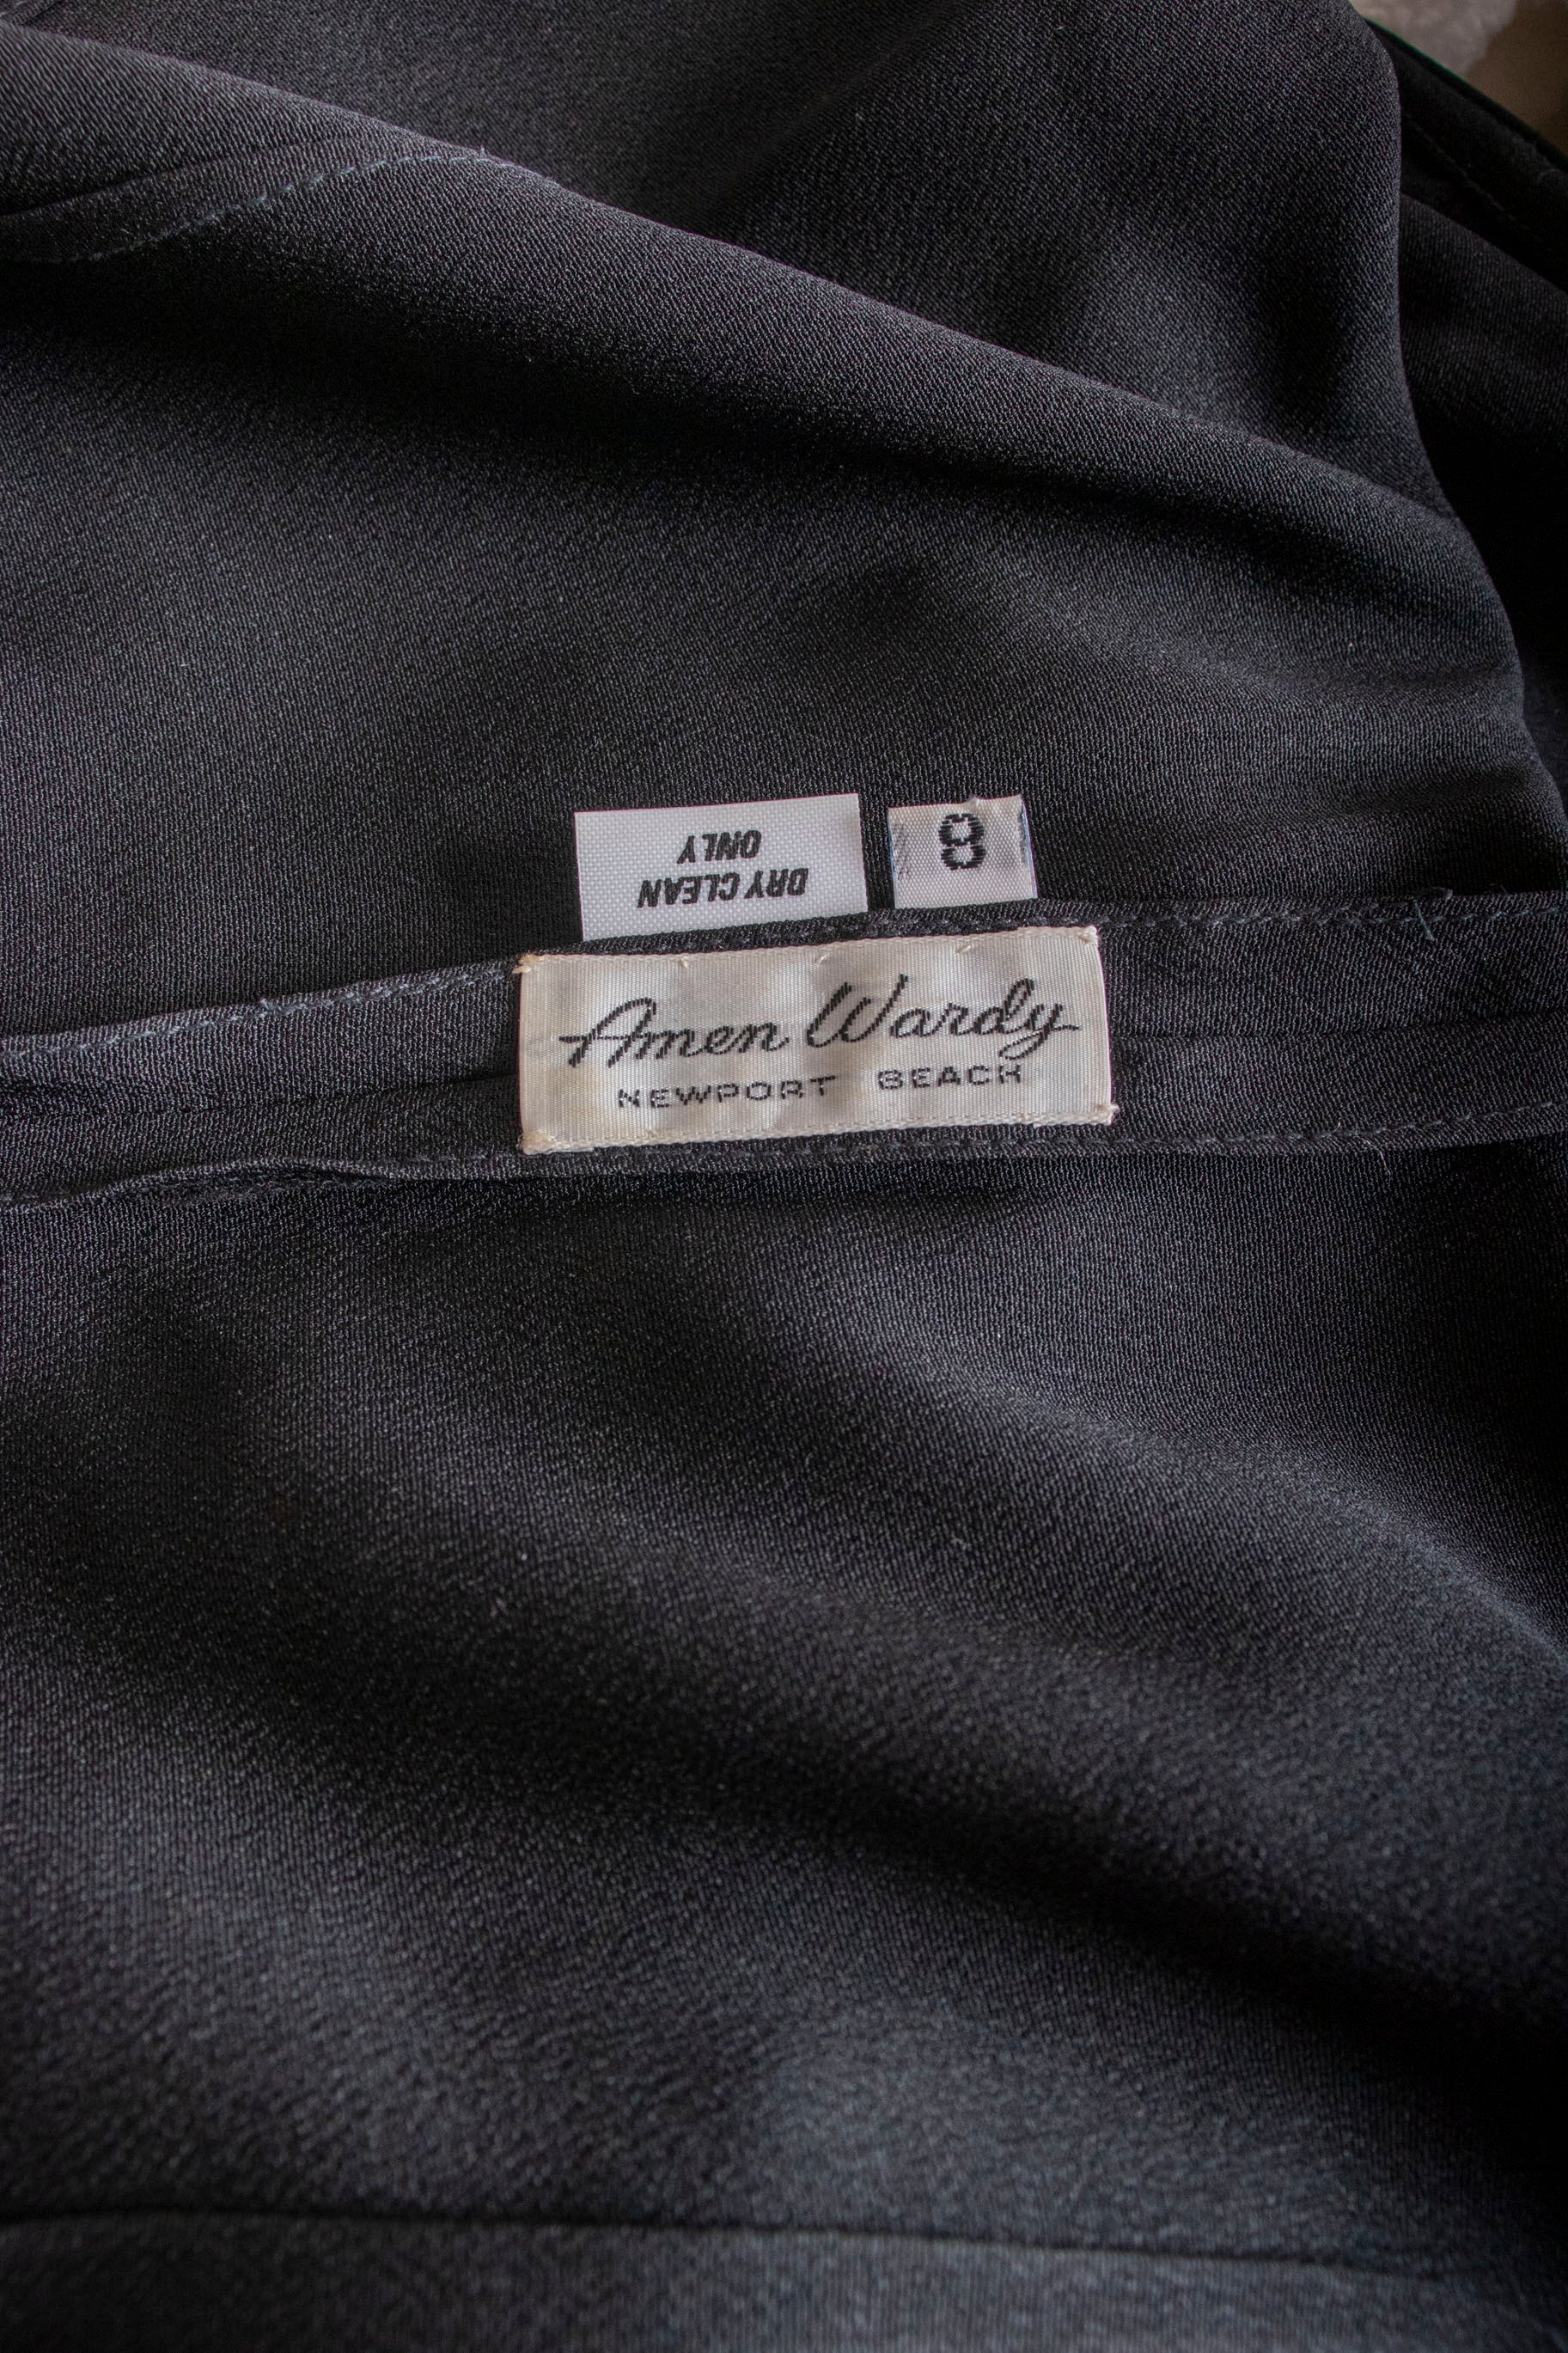 DRY CLEAN
ONLY
8
Amen Wardy
NEWPORT BEACH